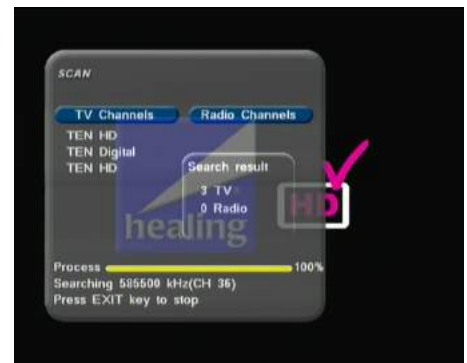 SCAN
TV Channels Radio Channels
TEN HD
TEN Digital
TEN HD
Search result
3 TV
0 Radio
HD
healing
Process 100%
Searching 585500 kHz(CH 36)
Press EXIT key to stop